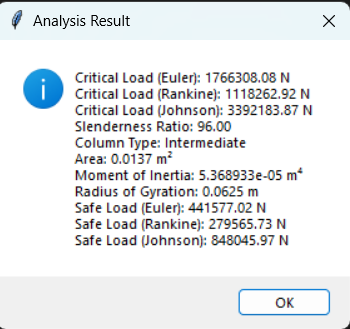 Analysis Result
Critical Load (Euler): 1766308.08 N
Critical Load (Rankine): 1118262.92 N
Critical Load (Johnson): 3392183.87 N
Slenderness Ratio: 96.00
Column Type: Intermediate
Area: 0.0137 m²
Moment of Inertia: 5.368933e-05 m⁴
Radius of Gyration: 0.0625 m
Safe Load (Euler): 441577.02 N
Safe Load (Rankine): 279565.73 N
Safe Load (Johnson): 848045.97 N
OK